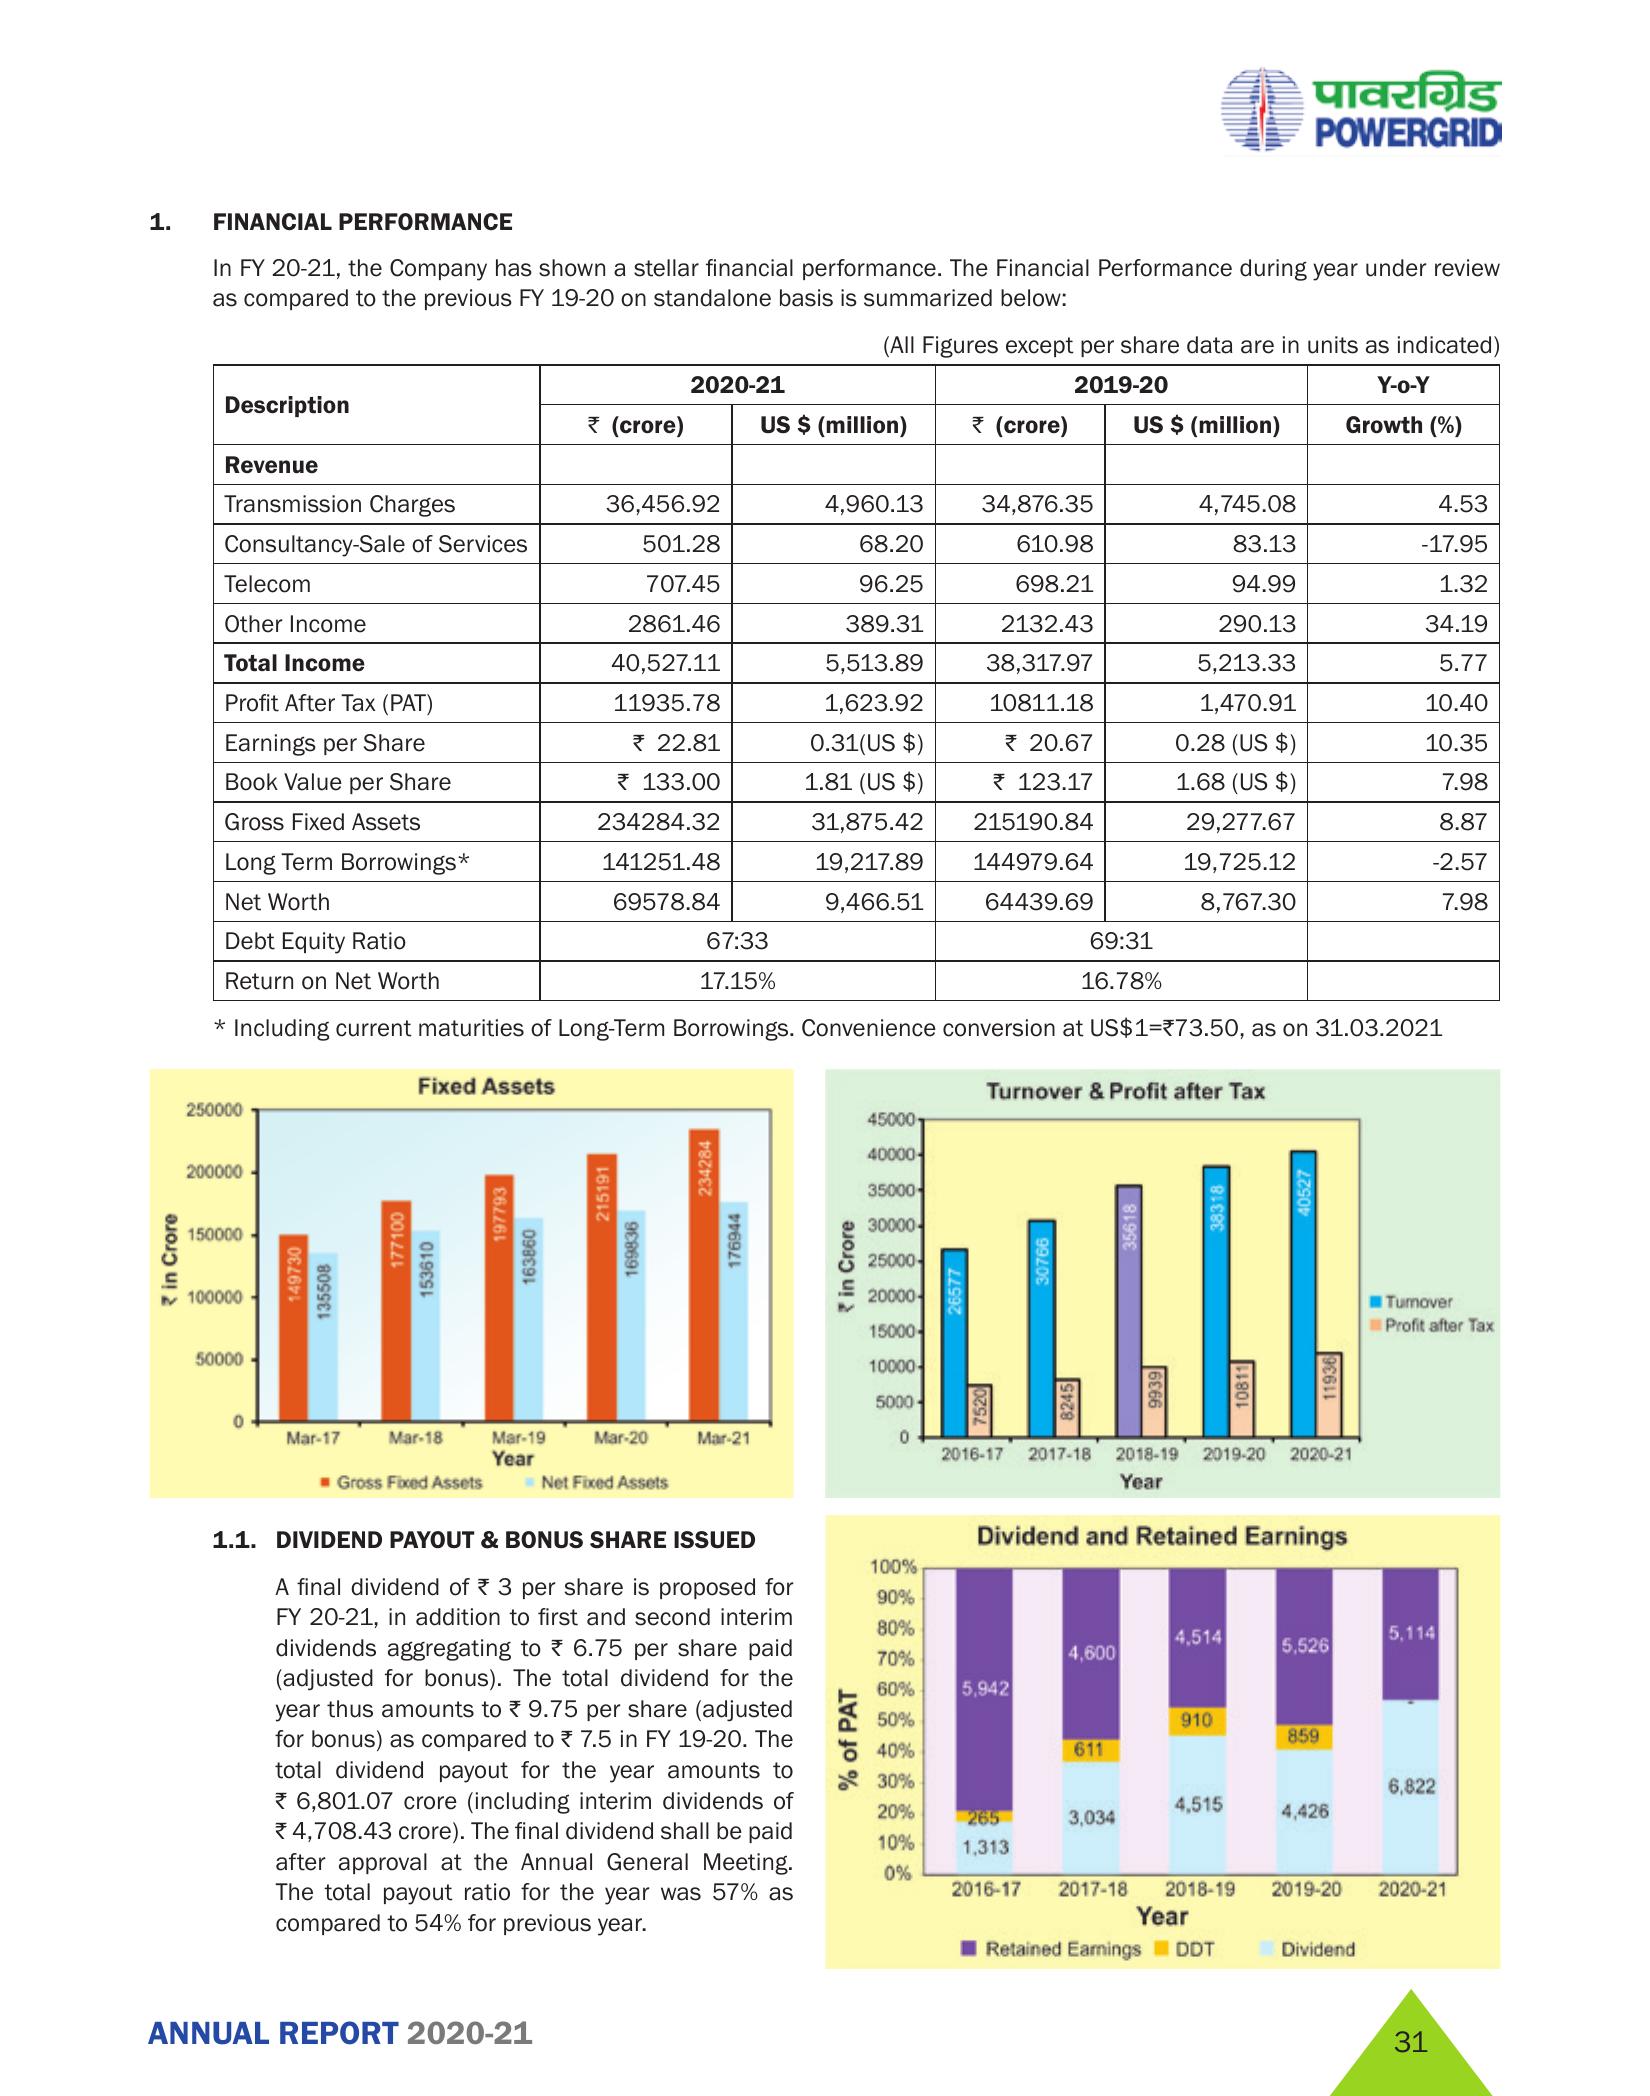 पावरग्रिड
POWERGRID
1. FINANCIAL PERFORMANCE
In FY 20-21, the Company has shown a stellar financial performance. The Financial Performance during year under review
as compared to the previous FY 19-20 on standalone basis is summarized below:
(All Figures except per share data are in units as indicated)
Description 2020-21 2019-20 Y-o-Y
₹ (crore) US $ (million) ₹ (crore) US $ (million) Growth (%)
Revenue
Transmission Charges 36,456.92 4,960.13 34,876.35 4,745.08 4.53
Consultancy-Sale of Services 501.28 68.20 610.98 83.13 -17.95
Telecom 707.45 96.25 698.21 94.99 1.32
Other Income 2861.46 389.31 2132.43 290.13 34.19
Total Income 40,527.11 5,513.89 38,317.97 5,213.33 5.77
Profit After Tax (PAT) 11935.78 1,623.92 10811.18 1,470.91 10.40
Earnings per Share ₹ 22.81 0.31(US $) ₹ 20.67 0.28 (US $) 10.35
Book Value per Share ₹ 133.00 1.81 (US $) ₹ 123.17 1.68 (US $) 7.98
Gross Fixed Assets 234284.32 31,875.42 215190.84 29,277.67 8.87
Long Term Borrowings* 141251.48 19,217.89 144979.64 19,725.12 -2.57
Net Worth 69578.84 9,466.51 64439.69 8,767.30 7.98
Debt Equity Ratio 67:33 69:31
Return on Net Worth 17.15% 16.78%
* Including current maturities of Long-Term Borrowings. Convenience conversion at US$1=₹73.50, as on 31.03.2021
Fixed Assets
₹ in Crore
250000
200000
150000
100000
50000
0
149730 135508 177100 153610 197793 163860 215191 169836 234284 176944
Mar-17 Mar-18 Mar-19 Mar-20 Mar-21
Year
Gross Fixed Assets Net Fixed Assets
Turnover & Profit after Tax
₹ in Crore
45000
40000
35000
30000
25000
20000
15000
10000
5000
0
26577 7520 30766 8245 35618 9939 38318 10811 40527 11936
2016-17 2017-18 2018-19 2019-20 2020-21
Year
Turnover
Profit after Tax
1.1. DIVIDEND PAYOUT & BONUS SHARE ISSUED
A final dividend of ₹ 3 per share is proposed for
FY 20-21, in addition to first and second interim
dividends aggregating to ₹ 6.75 per share paid
(adjusted for bonus). The total dividend for the
year thus amounts to ₹ 9.75 per share (adjusted
for bonus) as compared to ₹ 7.5 in FY 19-20. The
total dividend payout for the year amounts to
₹ 6,801.07 crore (including interim dividends of
₹ 4,708.43 crore). The final dividend shall be paid
after approval at the Annual General Meeting.
The total payout ratio for the year was 57% as
compared to 54% for previous year.
Dividend and Retained Earnings
% of PAT
100%
90%
80%
70%
60%
50%
40%
30%
20%
10%
0%
5,942 4,600 4,514 5,526 5,114
265 611 910 859 -
1,313 3,034 4,515 4,426 6,822
2016-17 2017-18 2018-19 2019-20 2020-21
Year
Retained Earnings DDT Dividend
ANNUAL REPORT 2020-21
31